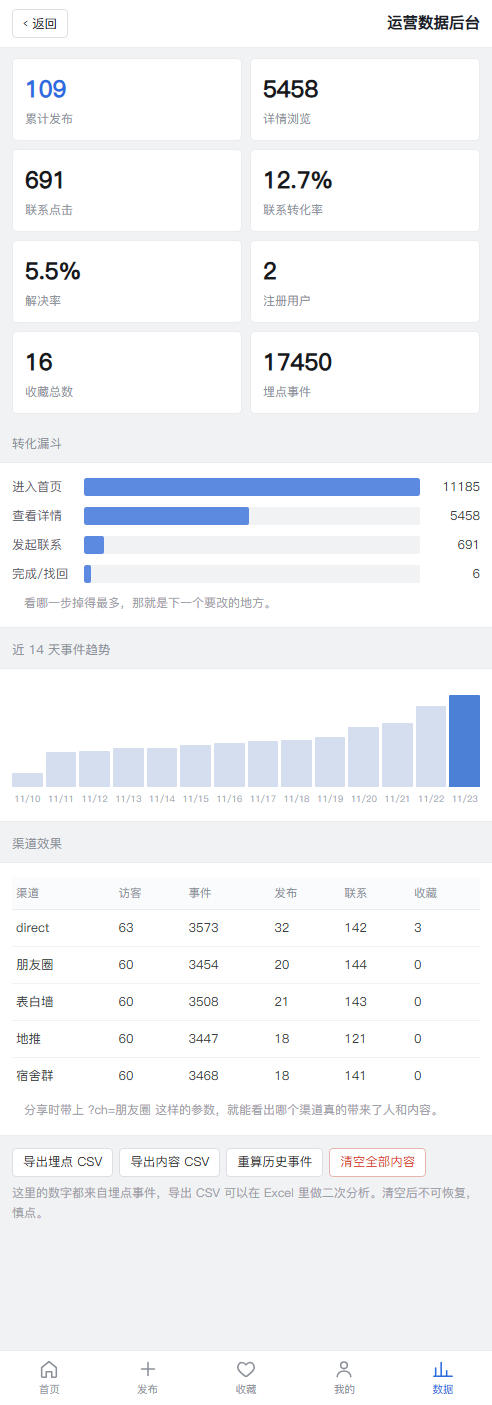 ‹ 返回
运营数据后台
109
累计发布
5458
详情浏览
691
联系点击
12.7%
联系转化率
5.5%
解决率
2
注册用户
16
收藏总数
17450
埋点事件
转化漏斗
进入首页 11185
查看详情 5458
发起联系 691
完成/找回 6
看哪一步掉得最多，那就是下一个要改的地方。
近 14 天事件趋势
11/10 11/11 11/12 11/13 11/14 11/15 11/16 11/17 11/18 11/19 11/20 11/21 11/22 11/23
渠道效果
渠道 访客 事件 发布 联系 收藏
direct 63 3573 32 142 3
朋友圈 60 3454 20 144 0
表白墙 60 3508 21 143 0
地推 60 3447 18 121 0
宿舍群 60 3468 18 141 0
分享时带上 ?ch=朋友圈 这样的参数，就能看出哪个渠道真的带来了人和内容。
导出埋点 CSV 导出内容 CSV 重算历史事件 清空全部内容
这里的数字都来自埋点事件，导出 CSV 可以在 Excel 里做二次分析。清空后不可恢复，
慎点。
首页 发布 收藏 我的 数据